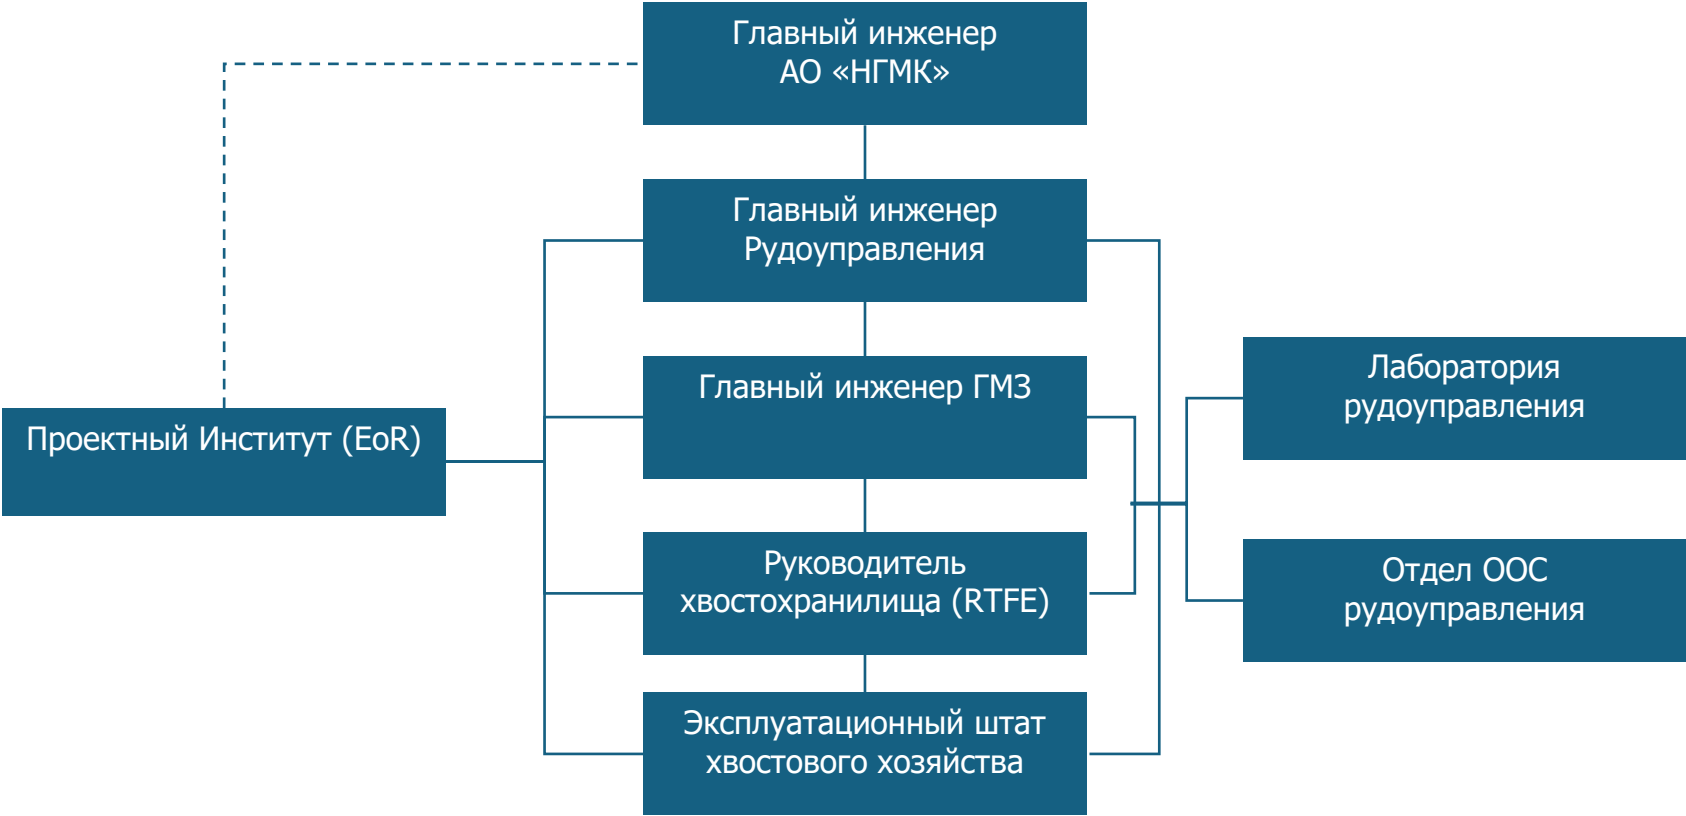 Главный инженер
АО «НГМК»
Главный инженер
Рудоуправления
Главный инженер ГМЗ
Проектный Институт (EoR)
Лаборатория
рудоуправления
Руководитель
хвостохранилища (RTFE)
Отдел ООС
рудоуправления
Эксплуатационный штат
хвостового хозяйства